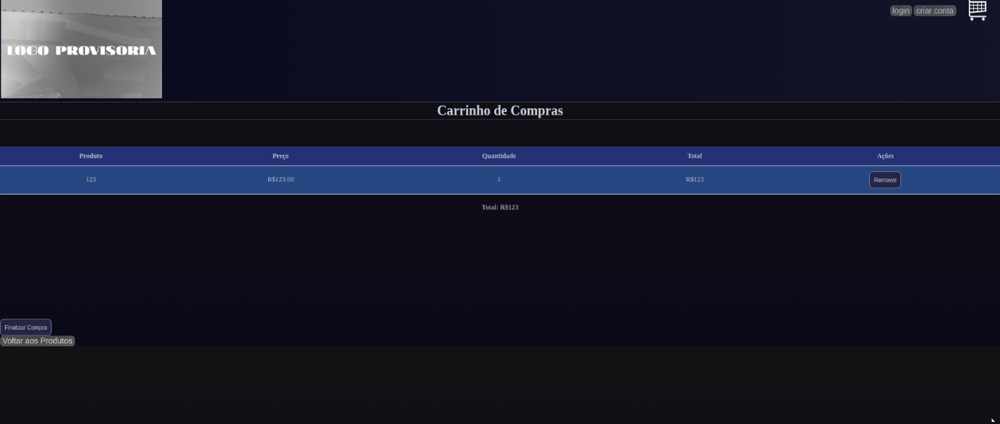 LOGO PROVISORIA
login criar conta
Carrinho de Compras
Produto Preço Quantidade Total Ações
123 R$123.00 1 R$123 Remover
Total: R$123
Finalizar Compra
Voltar aos Produtos